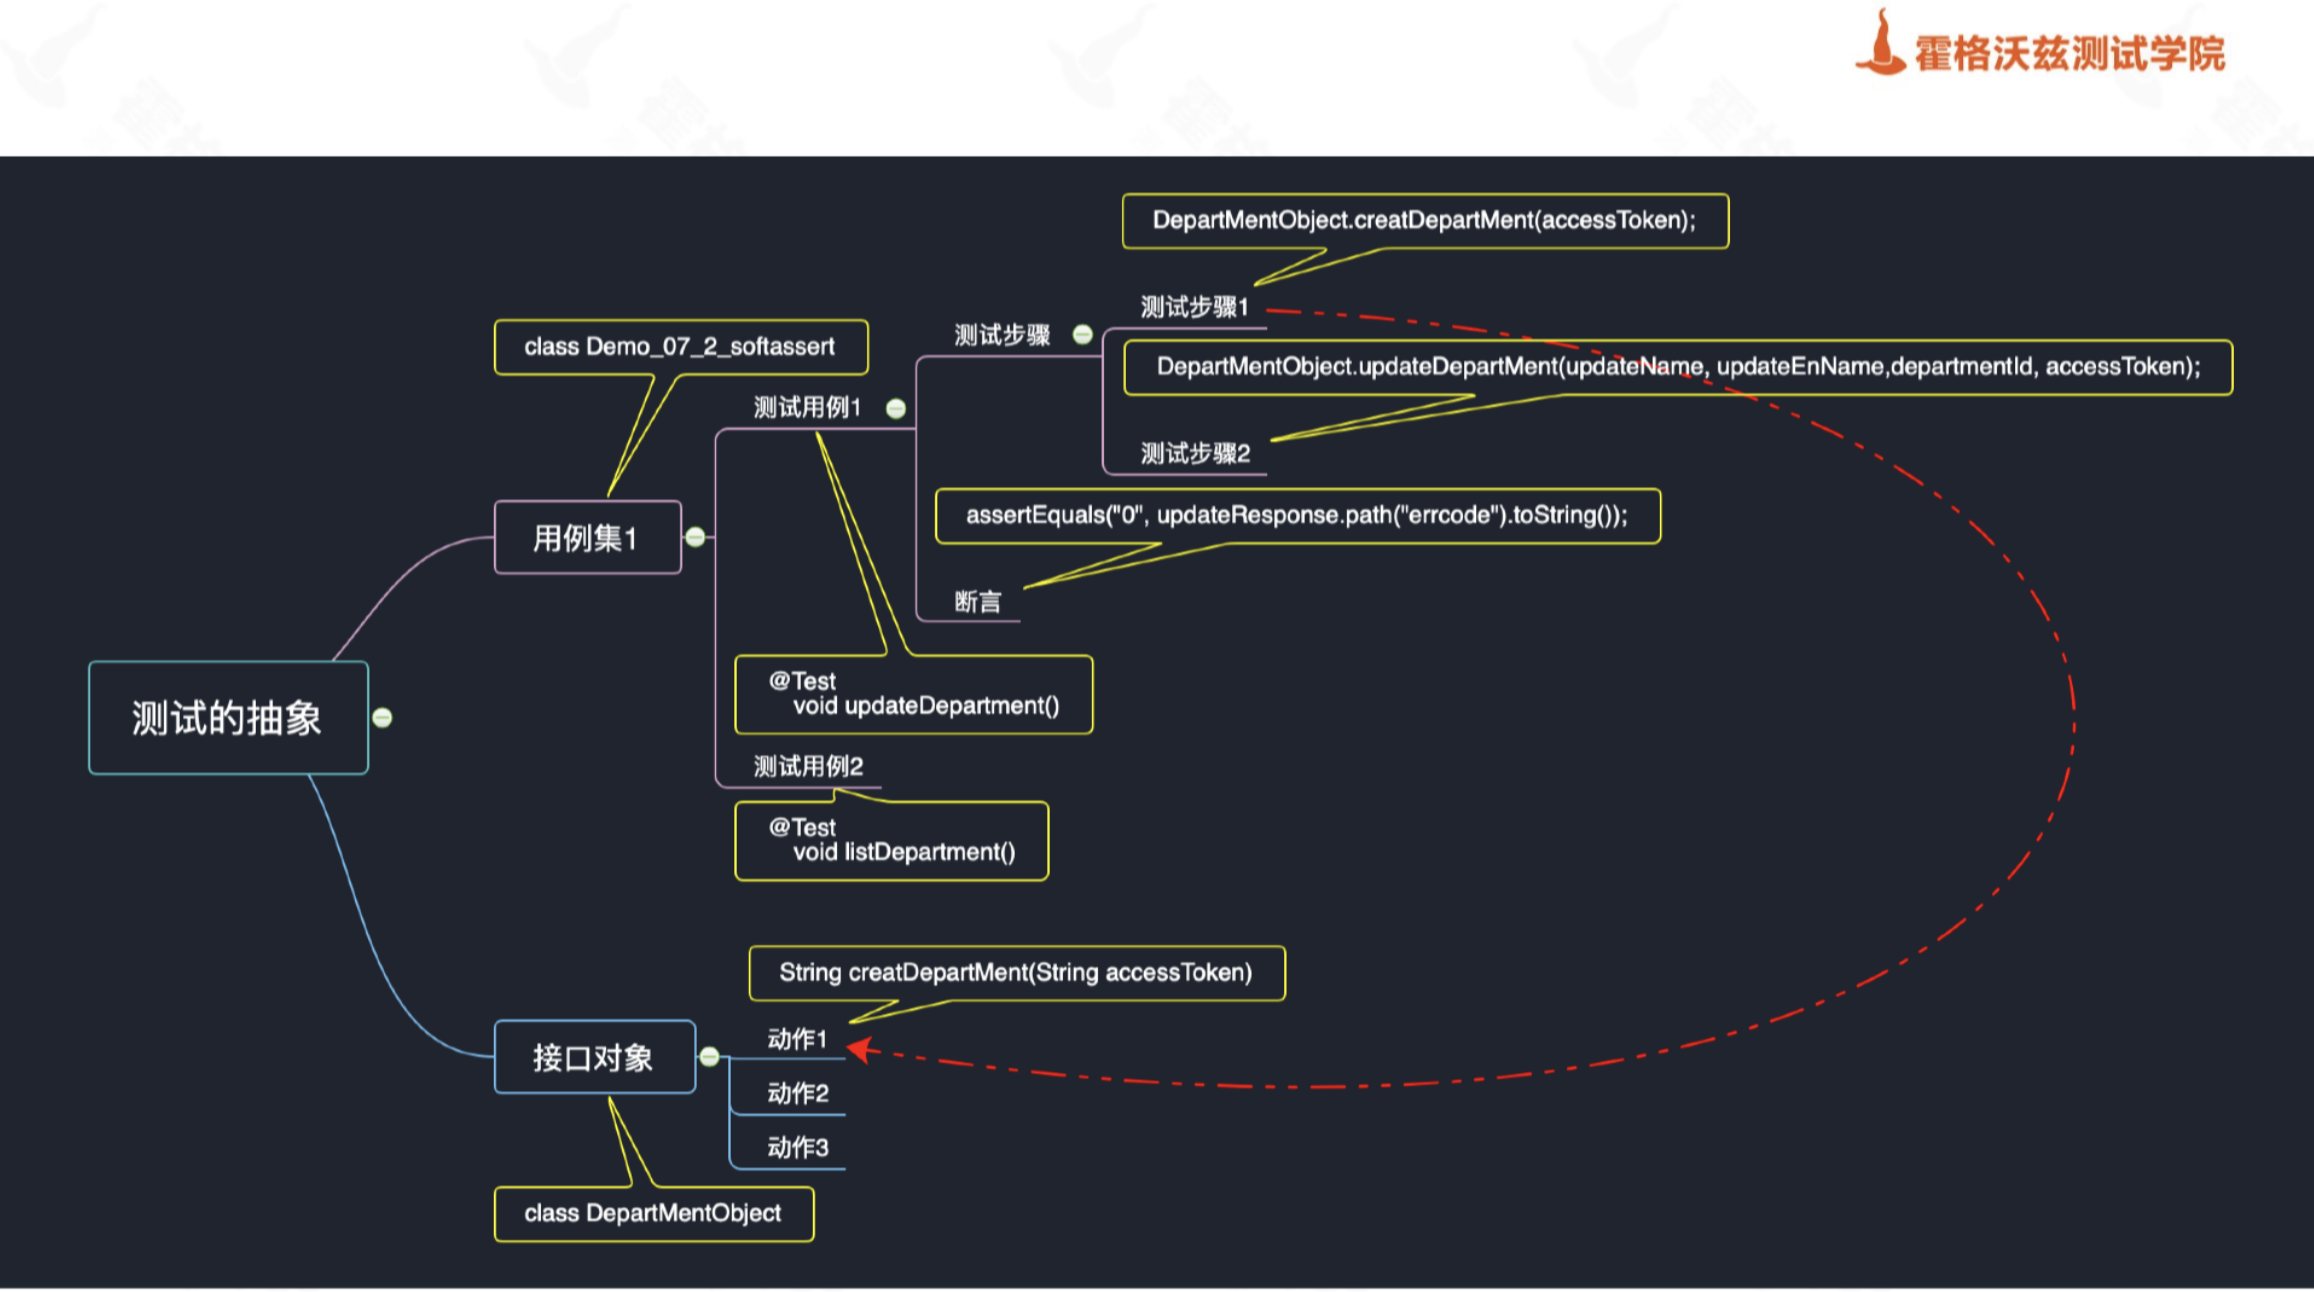 霍格沃兹测试学院
DepartMentObject.creatDepartMent(accessToken);
测试步骤1
class Demo_07_2_softassert
测试步骤
DepartMentObject.updateDepartMent(updateName, updateEnName,departmentId, accessToken);
测试用例1
测试步骤2
assertEquals("0", updateResponse.path("errcode").toString());
用例集1
断言
@Test
void updateDepartment()
测试的抽象
测试用例2
@Test
void listDepartment()
String creatDepartMent(String accessToken)
动作1
接口对象
动作2
动作3
class DepartMentObject